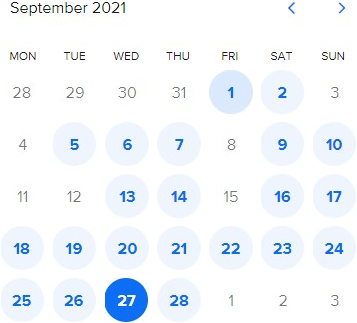 September 2021
MON TUE WED THU FRI SAT SUN
28 29 30 31 1 2 3
4 5 6 7 8 9 10
11 12 13 14 15 16 17
18 19 20 21 22 23 24
25 26 27 28 1 2 3